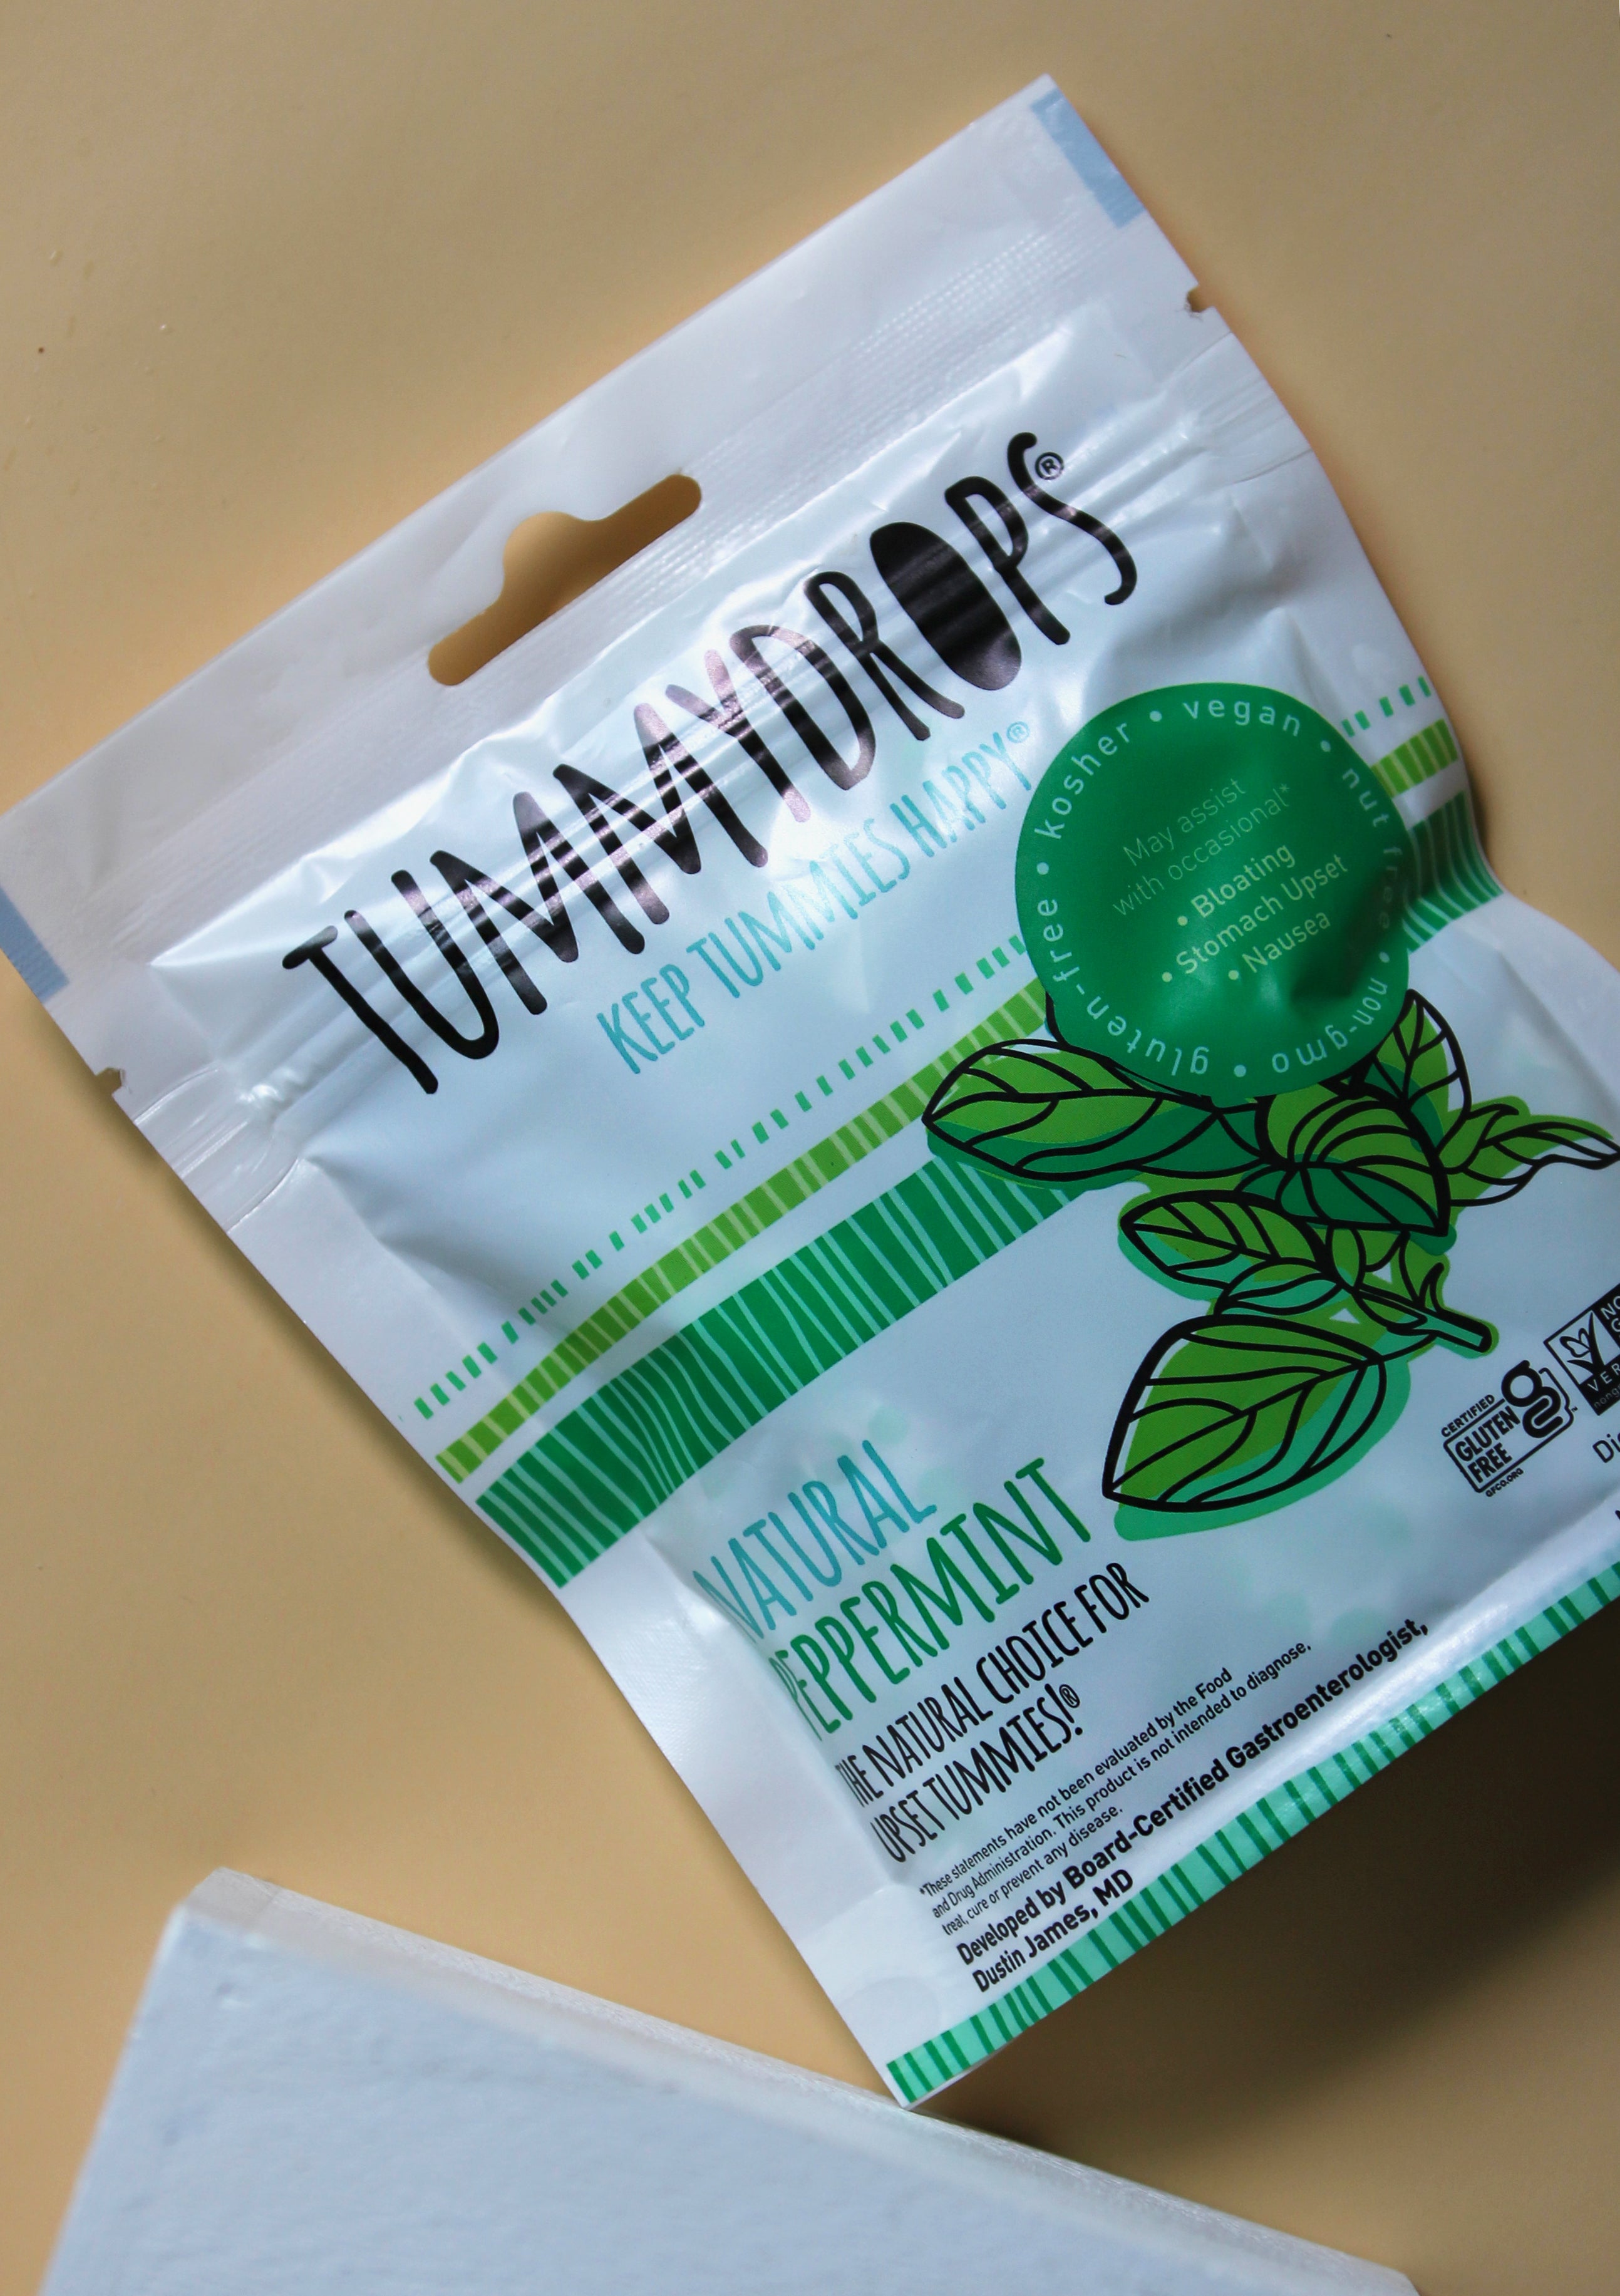 TUMMYDROPS®
KEEP TUMMIES HAPPY®
gluten-free • kosher • vegan • nut free • non-gmo •
May assist
with occasional*
• Bloating
• Stomach Upset
• Nausea
CERTIFIED
GLUTEN
FREE
GFCO.ORG
NATURAL
PEPPERMINT
THE NATURAL CHOICE FOR
UPSET TUMMIES!®
*These statements have not been evaluated by the Food
and Drug Administration. This product is not intended to diagnose,
treat, cure or prevent any disease.
Developed by Board-Certified Gastroenterologist,
Dustin James, MD